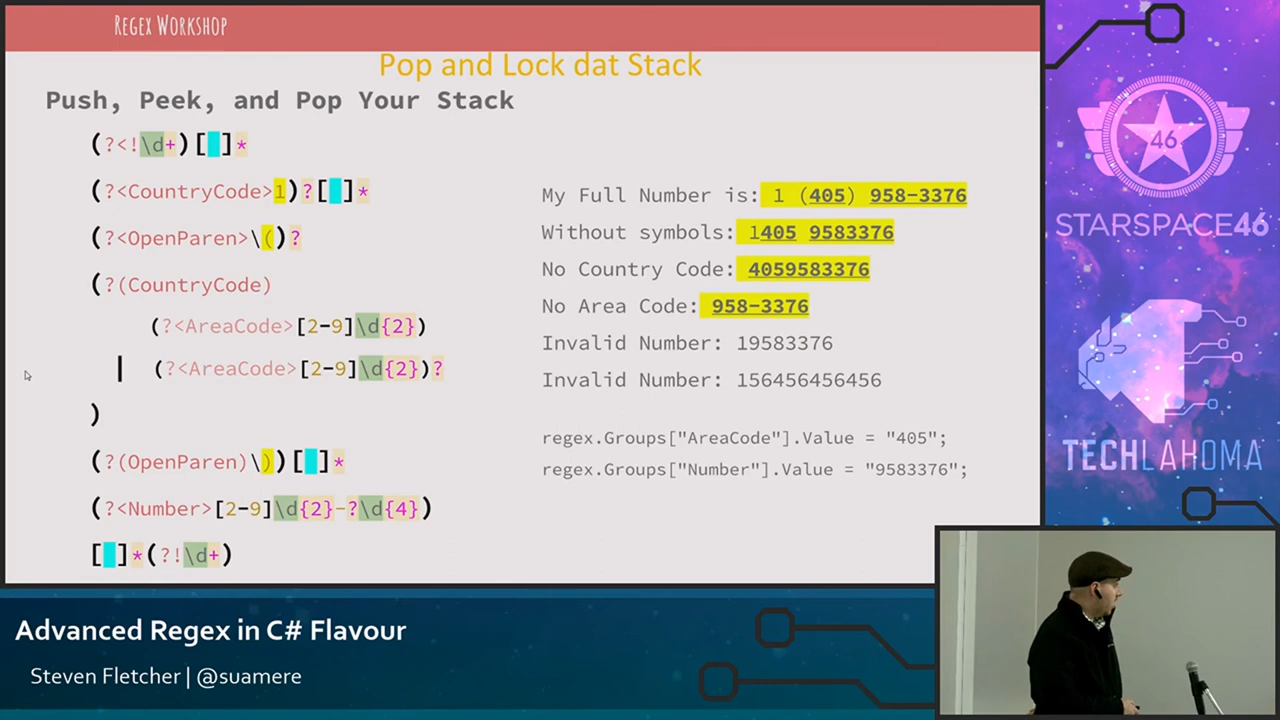 REGEX WORKSHOP
Pop and Lock dat Stack
Push, Peek, and Pop Your Stack
(?<!\d+)[ ]*
(?<CountryCode>1)?[ ]*
(?<OpenParen>\()?
(?(CountryCode)
(?<AreaCode>[2-9]\d{2})
| (?<AreaCode>[2-9]\d{2})?
)
(?(OpenParen)\))[ ]*
(?<Number>[2-9]\d{2}-?\d{4})
[ ]*(?!\d+)
My Full Number is: 1 (405) 958-3376
Without symbols: 1405 9583376
No Country Code: 4059583376
No Area Code: 958-3376
Invalid Number: 19583376
Invalid Number: 156456456456
regex.Groups["AreaCode"].Value = "405";
regex.Groups["Number"].Value = "9583376";
46
STARSPACE46
TECHLAHOMA
Advanced Regex in C# Flavour
Steven Fletcher | @suamere